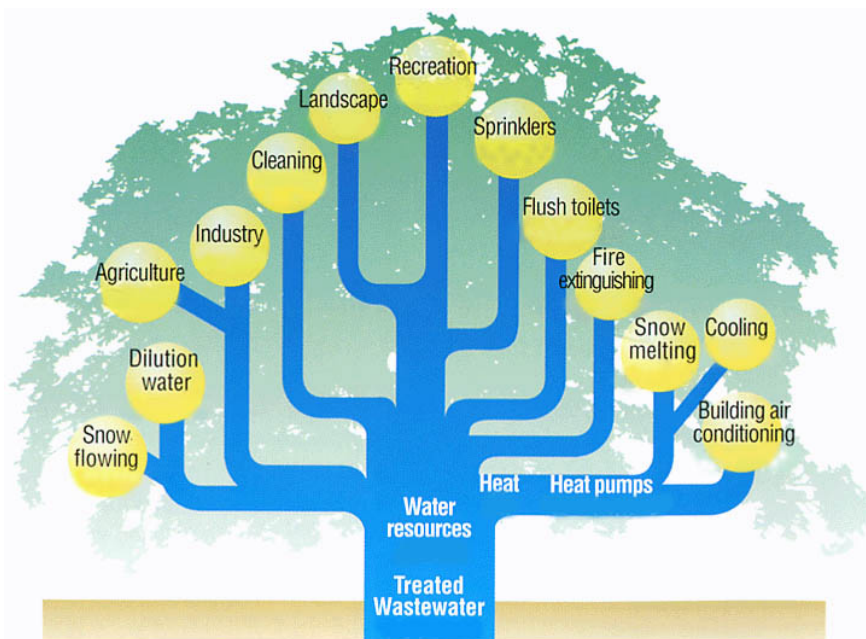 Recreation
Landscape
Sprinklers
Cleaning
Flush toilets
Industry
Fire
extinguishing
Agriculture
Snow
melting
Cooling
Dilution
water
Building air
conditioning
Snow
flowing
Heat
Heat pumps
Water
resources
Treated
Wastewater